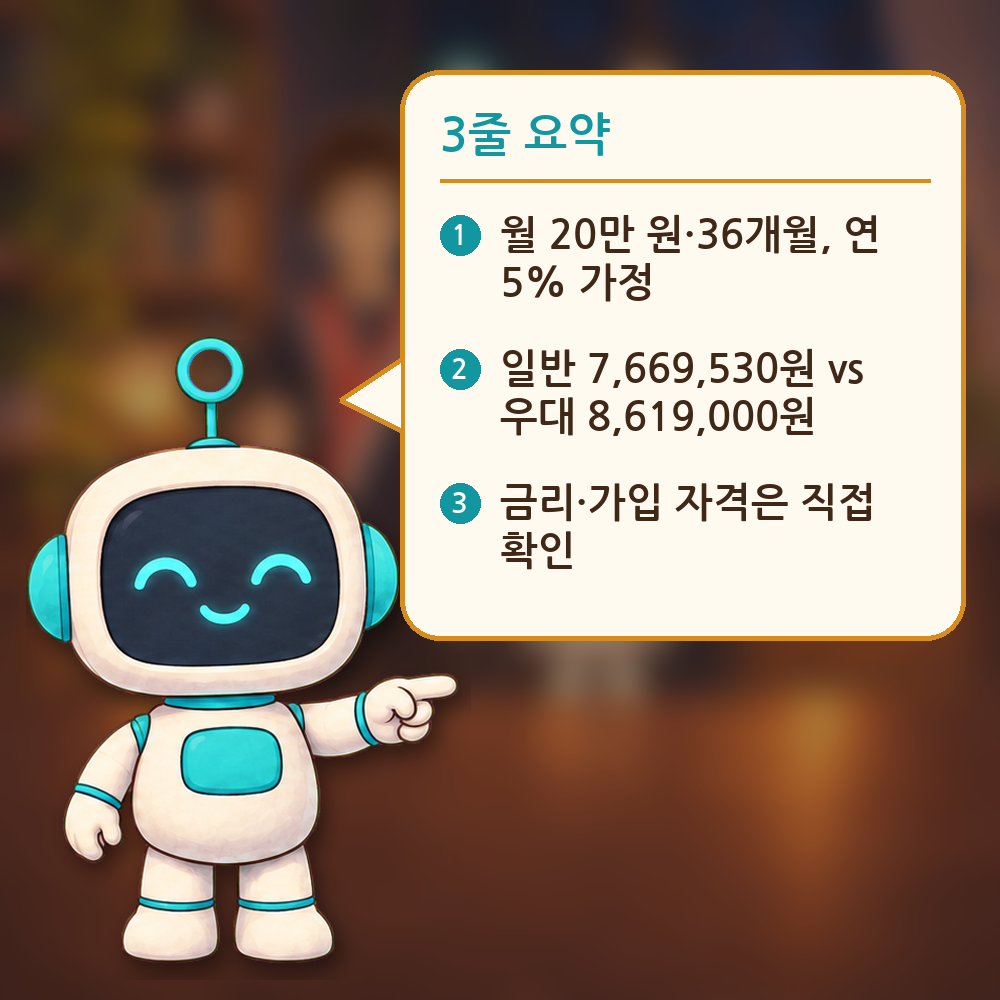 3줄 요약
1 월 20만 원·36개월, 연
5% 가정
2 일반 7,669,530원 vs
우대 8,619,000원
3 금리·가입 자격은 직접
확인